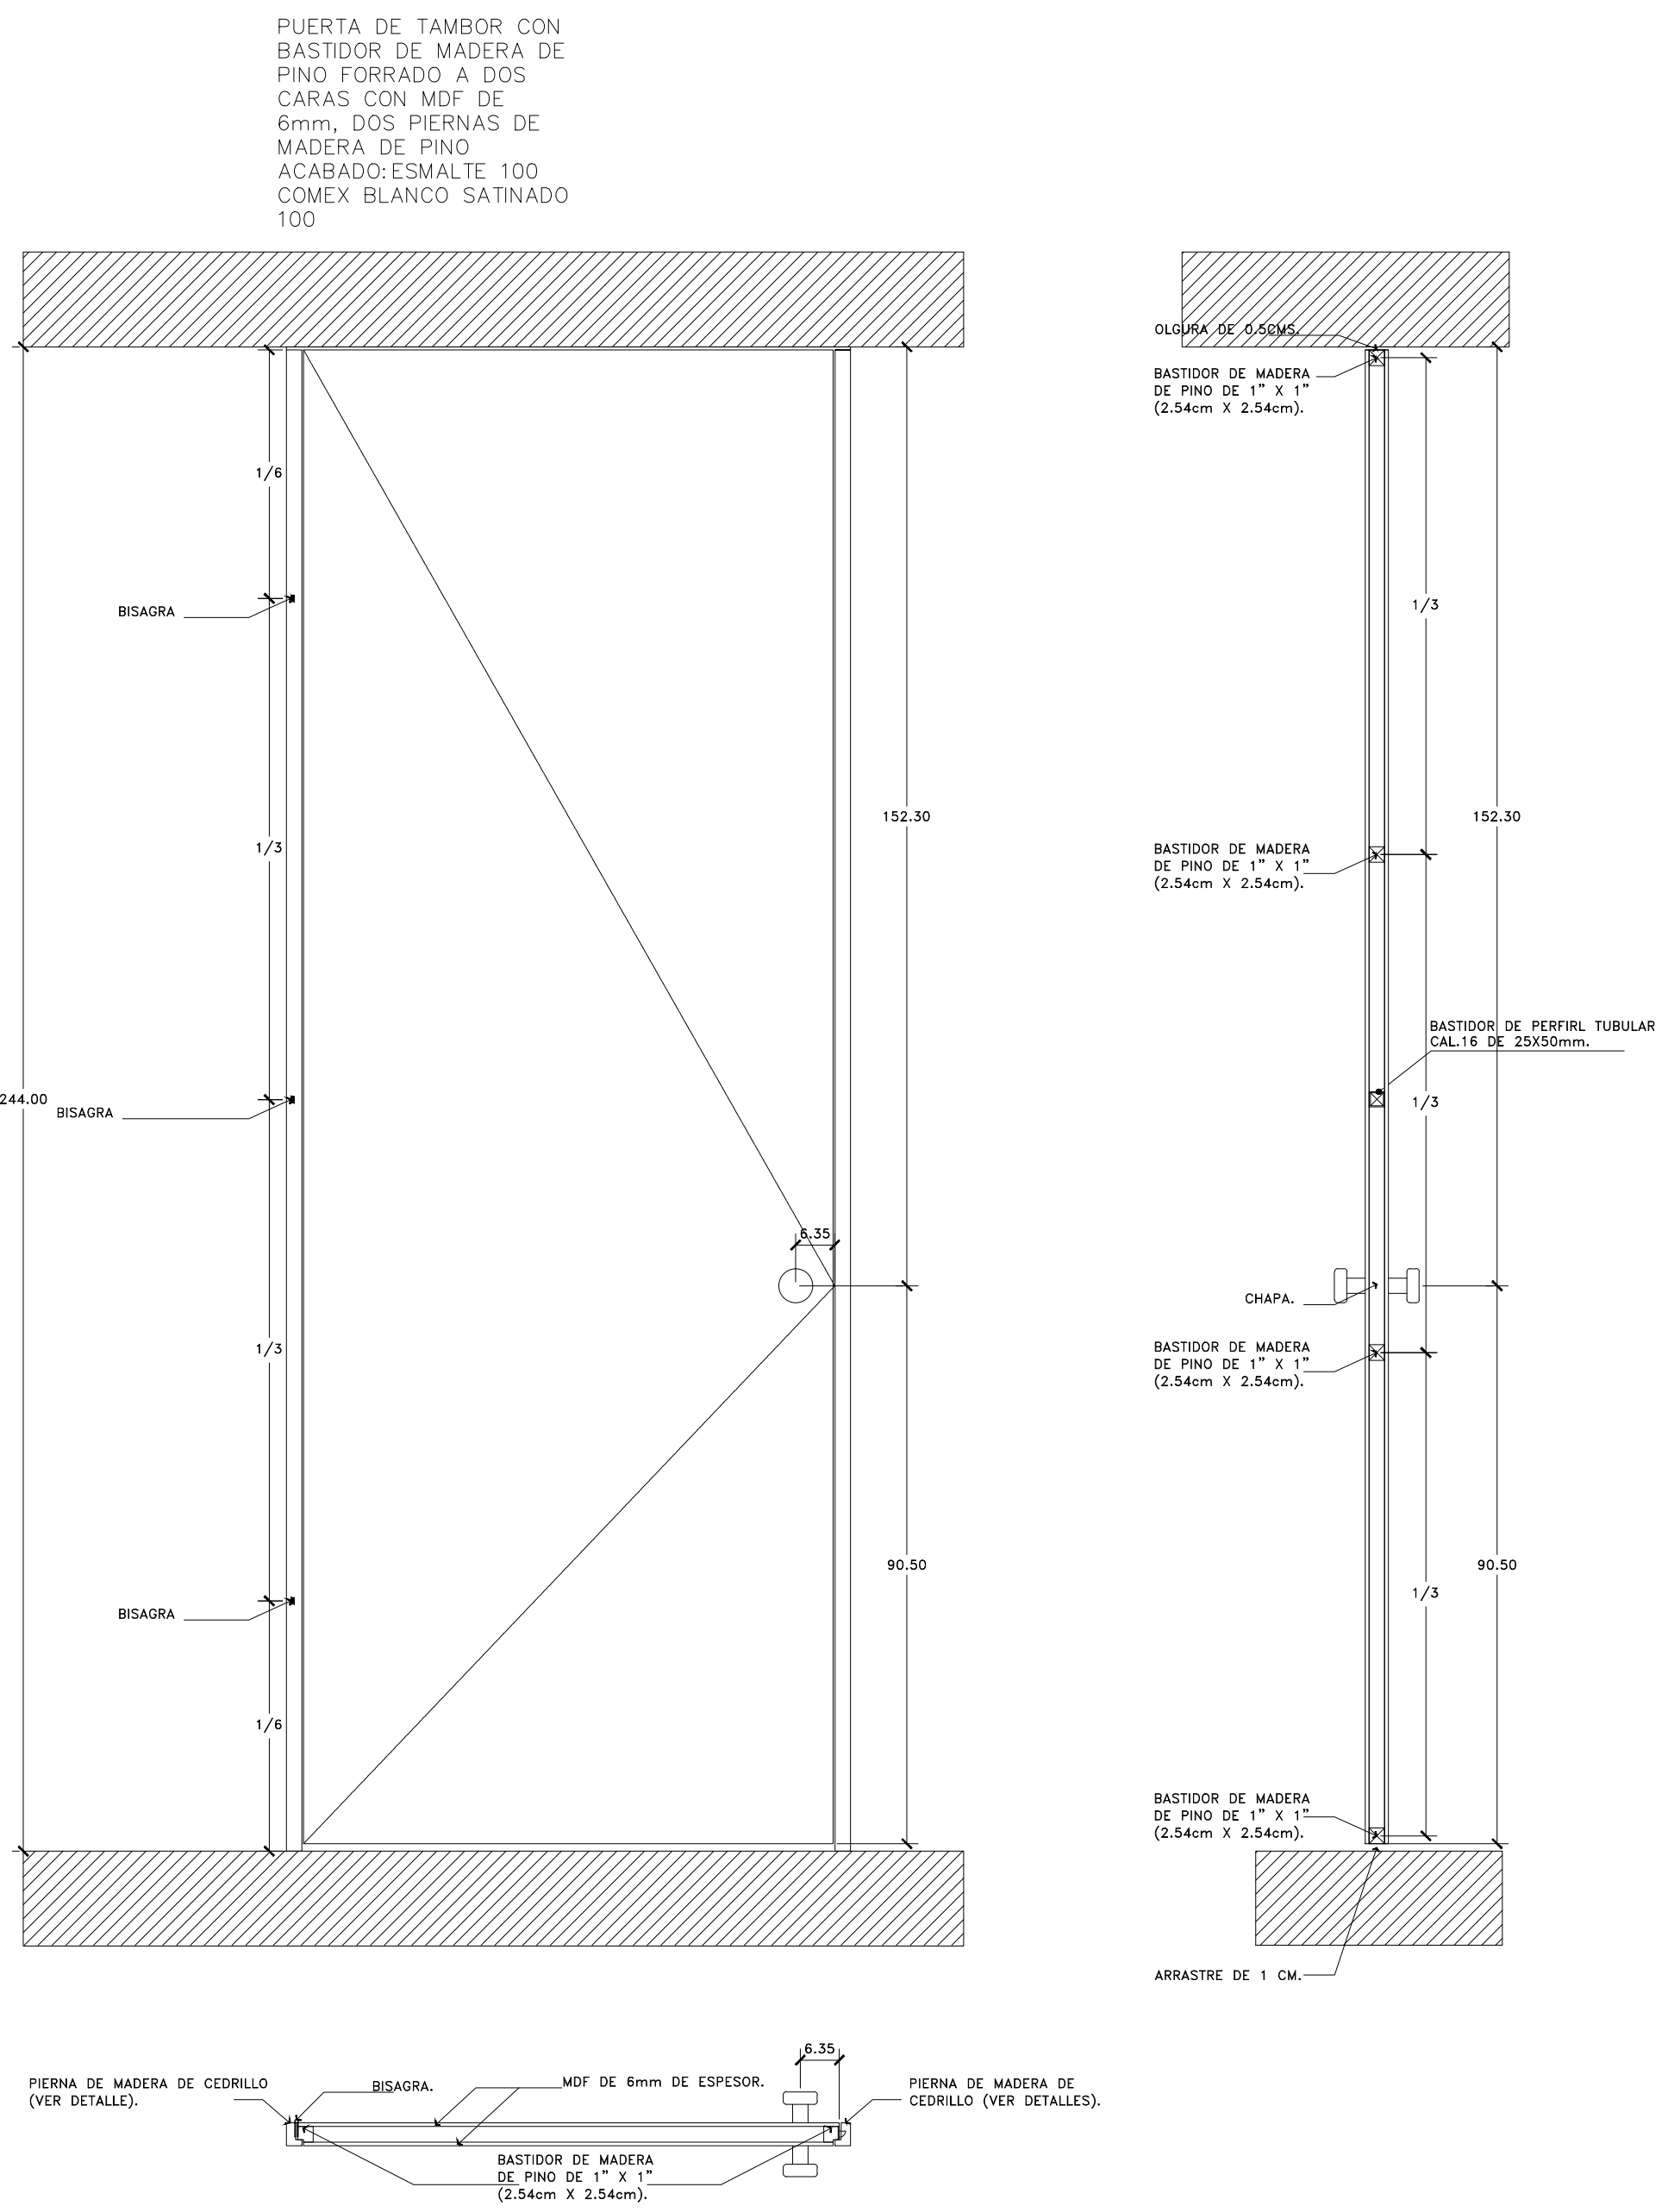 PUERTA DE TAMBOR CON
BASTIDOR DE MADERA DE
PINO FORRADO A DOS
CARAS CON MDF DE
6mm, DOS PIERNAS DE
MADERA DE PINO
ACABADO:ESMALTE 100
COMEX BLANCO SATINADO
100
1/6
BISAGRA
1/3
244.00
BISAGRA
1/3
BISAGRA
1/6
152.30
6.35
90.50
OLGURA DE 0.5CMS.
BASTIDOR DE MADERA
DE PINO DE 1” X 1”
(2.54cm X 2.54cm).
1/3
152.30
BASTIDOR DE MADERA
DE PINO DE 1” X 1”
(2.54cm X 2.54cm).
BASTIDOR DE PERFIRL TUBULAR
CAL.16 DE 25X50mm.
1/3
CHAPA.
BASTIDOR DE MADERA
DE PINO DE 1” X 1”
(2.54cm X 2.54cm).
90.50
1/3
BASTIDOR DE MADERA
DE PINO DE 1” X 1”
(2.54cm X 2.54cm).
ARRASTRE DE 1 CM.
6.35
PIERNA DE MADERA DE CEDRILLO
(VER DETALLE).
BISAGRA.
MDF DE 6mm DE ESPESOR.
PIERNA DE MADERA DE
CEDRILLO (VER DETALLES).
BASTIDOR DE MADERA
DE PINO DE 1” X 1”
(2.54cm X 2.54cm).